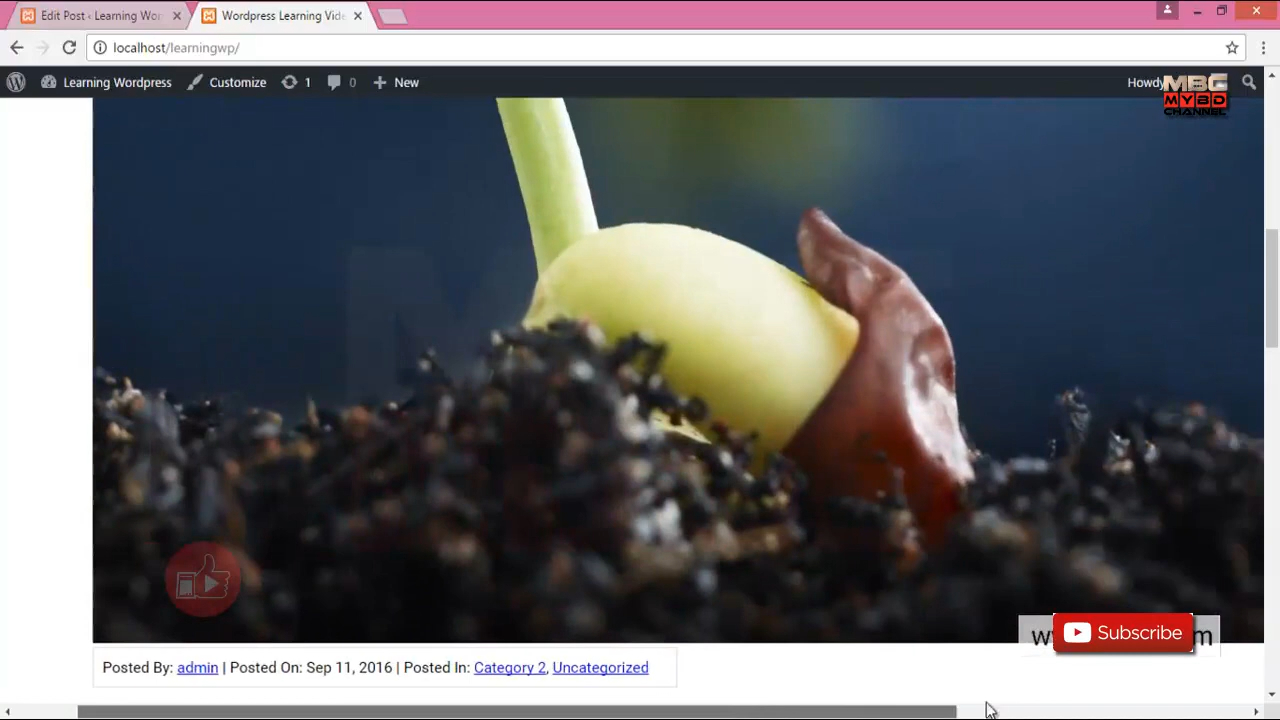 Edit Post ‹ Learning Wor
Wordpress Learning Vide
localhost/learningwp/
Learning Wordpress
Customize
1
0
New
Howdy
MBG
MYBD
CHANNEL
Subscribe
Posted By: admin | Posted On: Sep 11, 2016 | Posted In: Category 2, Uncategorized